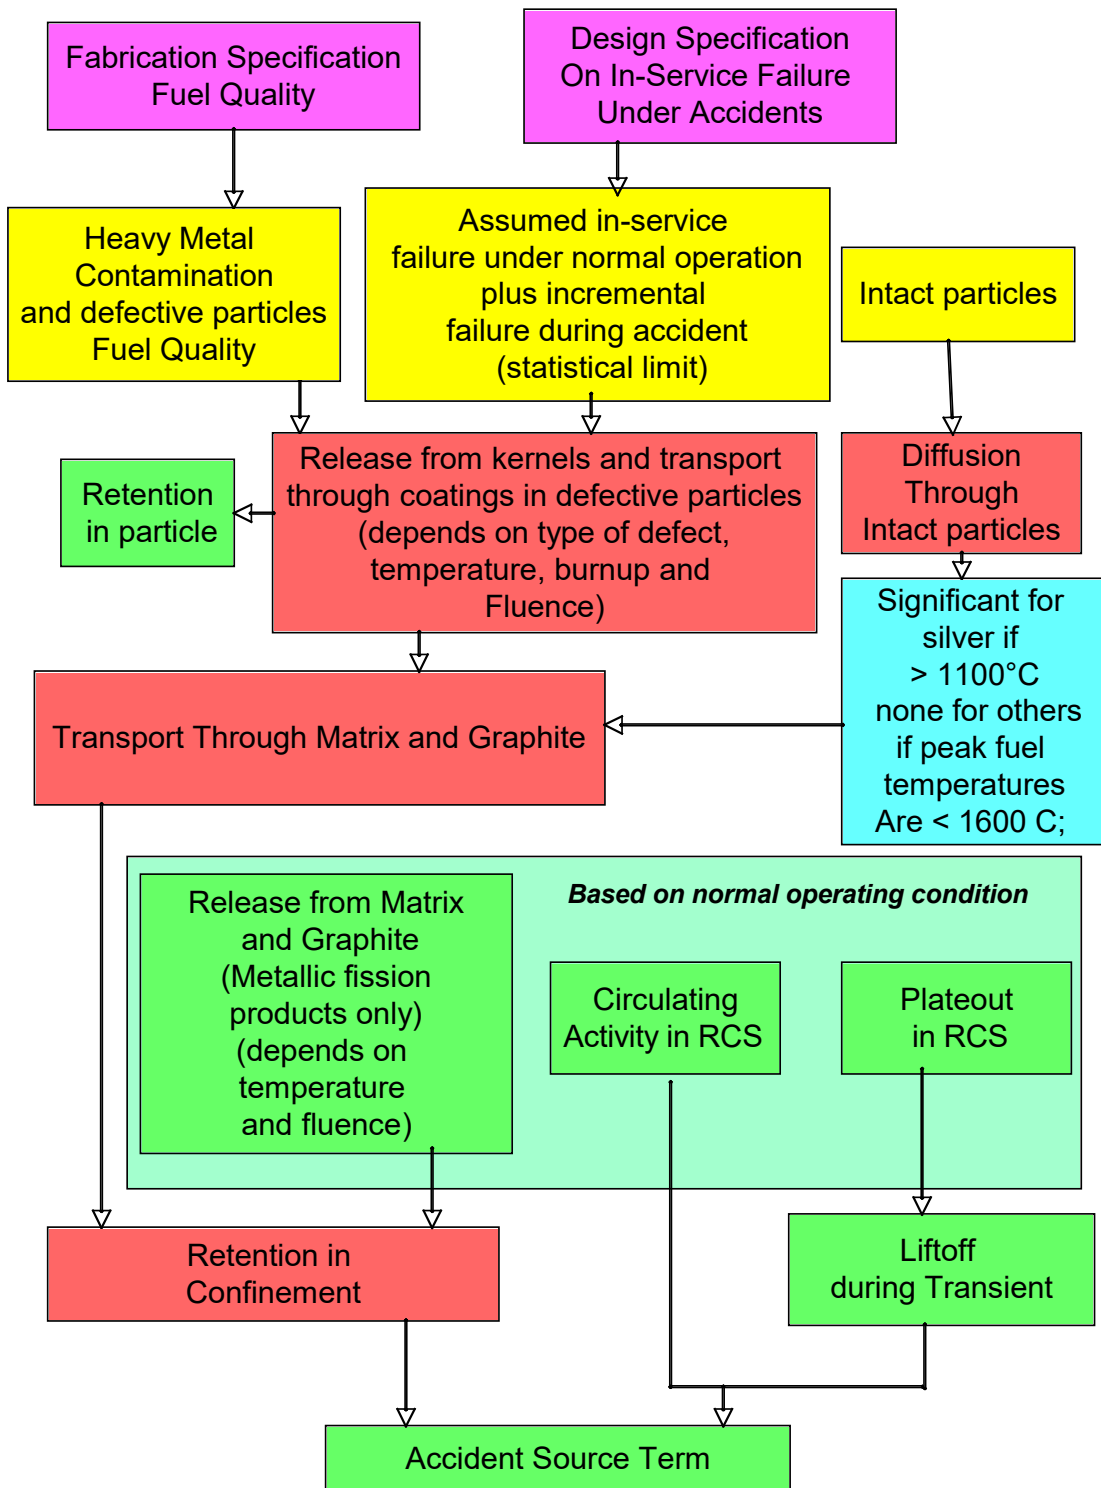 Fabrication Specification
Fuel Quality
Design Specification
On In-Service Failure
Under Accidents
Heavy Metal
Contamination
and defective particles
Fuel Quality
Assumed in-service
failure under normal operation
plus incremental
failure during accident
(statistical limit)
Intact particles
Retention
in particle
Release from kernels and transport
through coatings in defective particles
(depends on type of defect,
temperature, burnup and
Fluence)
Diffusion
Through
Intact particles
Significant for
silver if
> 1100°C
none for others
if peak fuel
temperatures
Are < 1600 C;
Transport Through Matrix and Graphite
Based on normal operating condition
Release from Matrix
and Graphite
(Metallic fission
products only)
(depends on
temperature
and fluence)
Circulating
Activity in RCS
Plateout
in RCS
Retention in
Confinement
Liftoff
during Transient
Accident Source Term